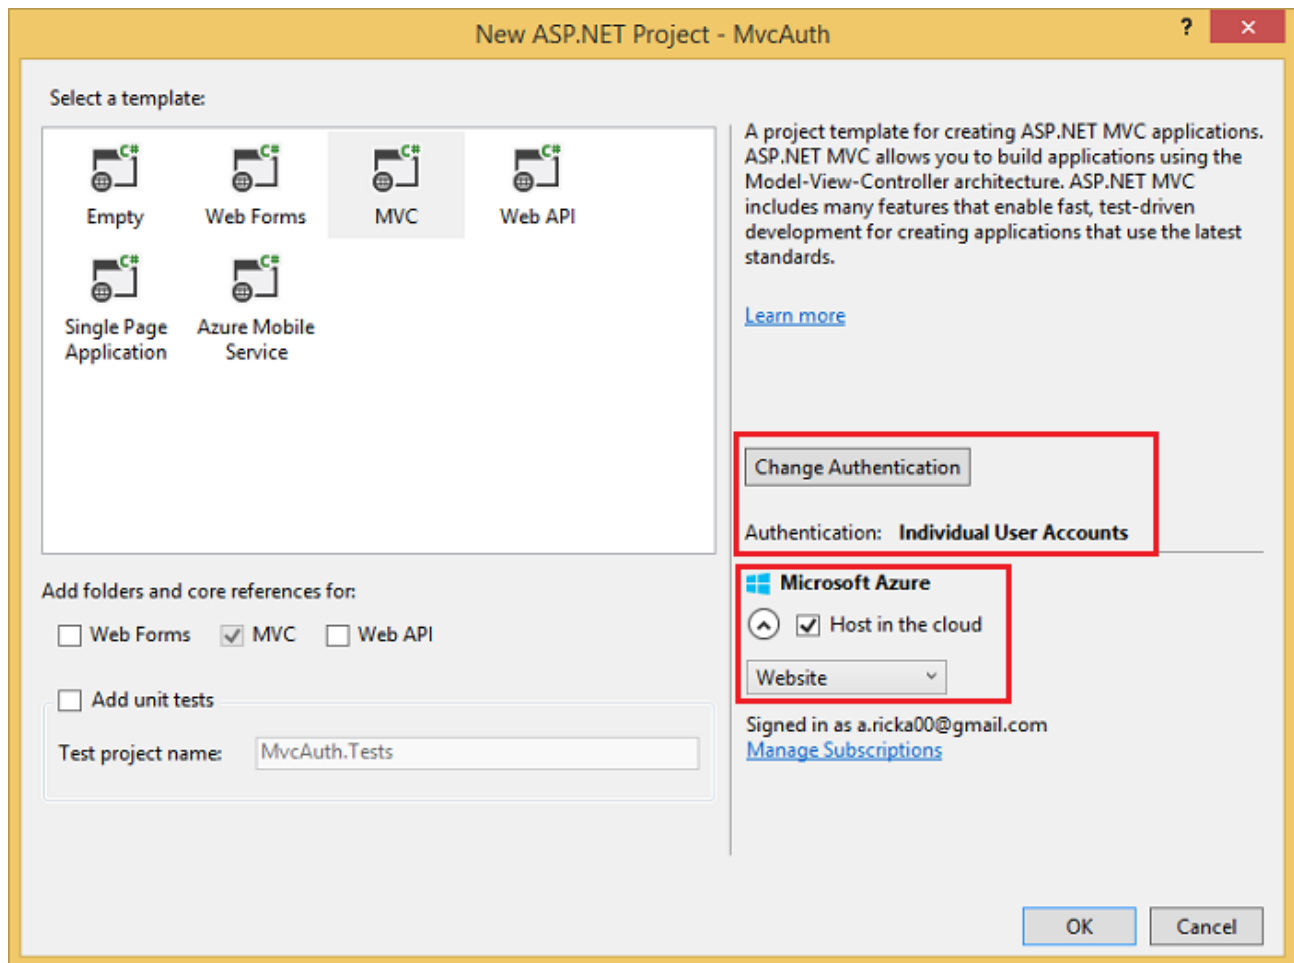 New ASP.NET Project - MvcAuth
?
Select a template:
C# C# C# C#
Empty Web Forms MVC Web API
C# C#
Single Page Azure Mobile
Application Service
A project template for creating ASP.NET MVC applications.
ASP.NET MVC allows you to build applications using the
Model-View-Controller architecture. ASP.NET MVC
includes many features that enable fast, test-driven
development for creating applications that use the latest
standards.
Learn more
Change Authentication
Authentication: Individual User Accounts
Add folders and core references for:
Web Forms MVC Web API
Add unit tests
Test project name: MvcAuth.Tests
Microsoft Azure
Host in the cloud
Website
Signed in as a.ricka00@gmail.com
Manage Subscriptions
OK Cancel